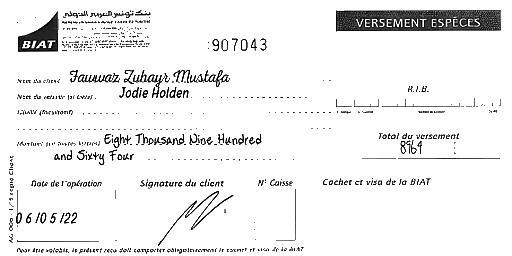 بنك تونس العربي الدولي
BIAT
VERSEMENT ESPÈCES
907043
Nom du client Fawwaz Zuhayr Mustafa
Nom du verseur (si tiers) Jodie Holden
R.I.B.
Libellé (facultatif)
Montant (en toutes lettres) Eight Thousand Nine Hundred
and Sixty Four
Total du versement
8964
Date de l'opération
Signature du client
N° Caisse
Cachet et visa de la BIAT
06/05/22
Pour être valable, le présent reçu doit comporter obligatoirement le cachet et visa de la BIAT